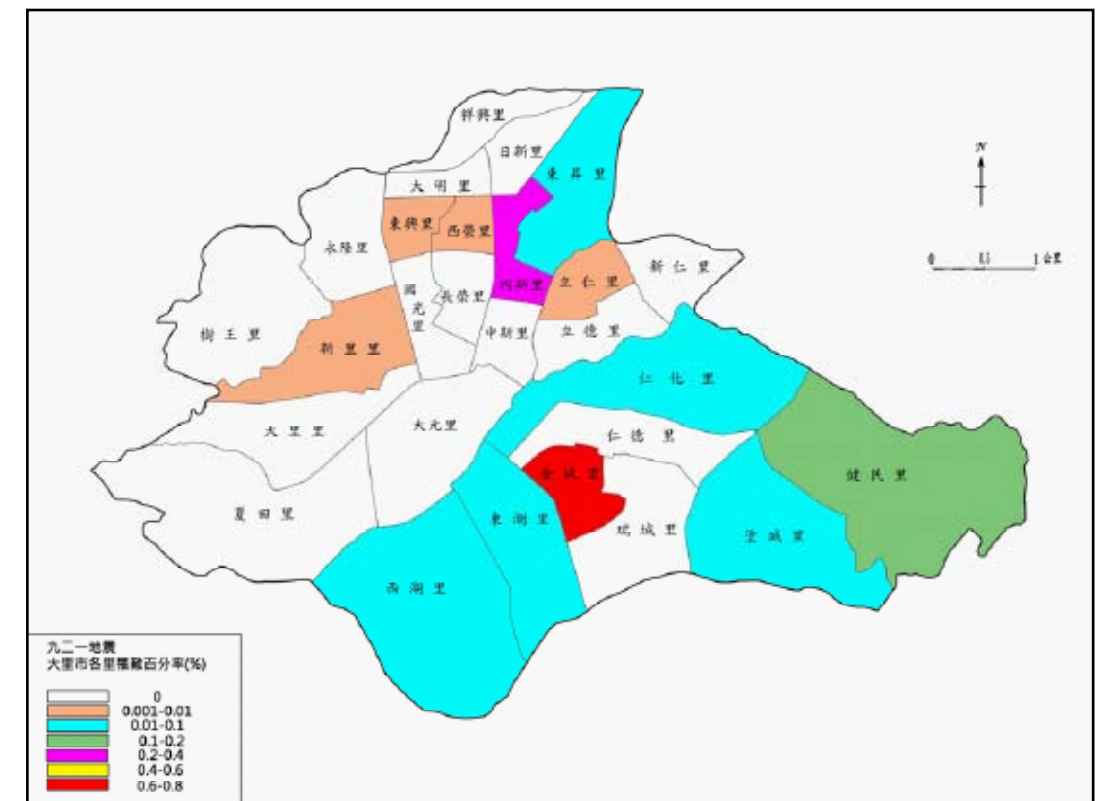 祥興里
日新里
東昇里
大明里
東興里
西榮里
永隆里
國光里
長榮里
內新里
立仁里
新仁里
樹王里
新里里
中新里
立德里
仁化里
大里里
大元里
仁德里
金城里
健民里
夏田里
東湖里
瑞城里
塗城里
西湖里
N
0 0.5 1 公里
九二一地震
大里市各里罹難百分率(%)
0
0.001-0.01
0.01-0.1
0.1-0.2
0.2-0.4
0.4-0.6
0.6-0.8